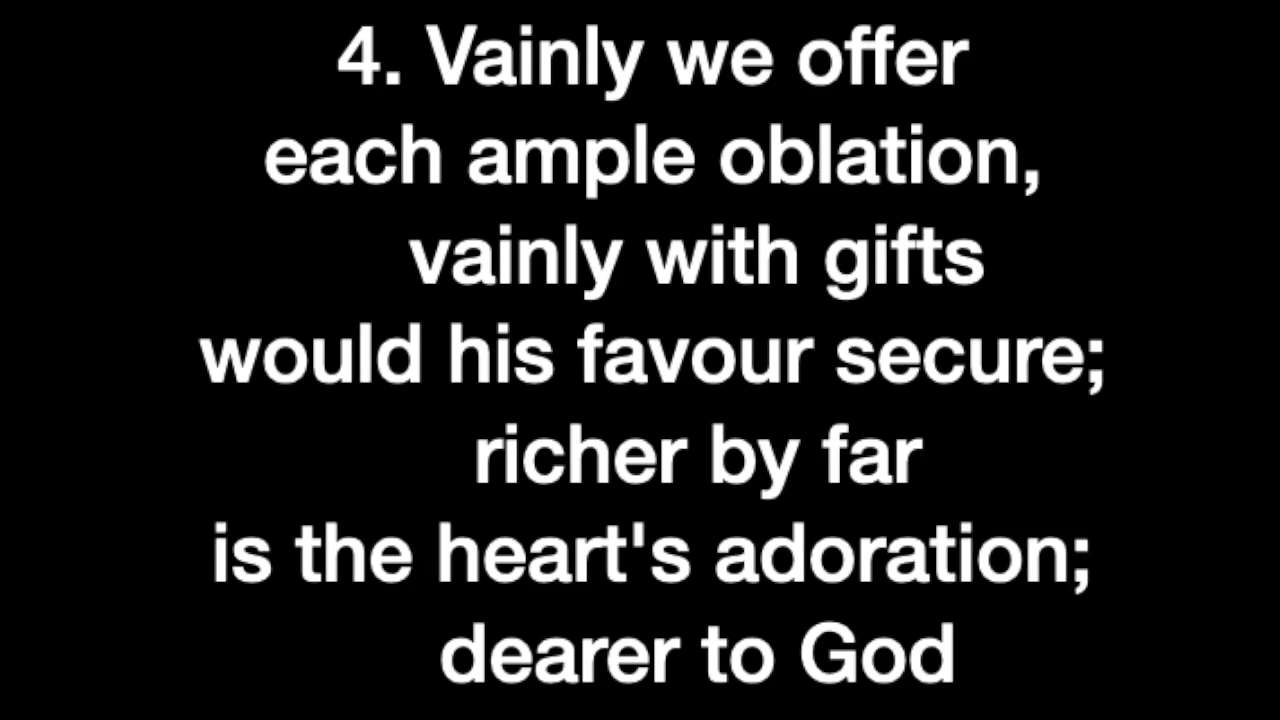 4. Vainly we offer
each ample oblation,
vainly with gifts
would his favour secure;
richer by far
is the heart's adoration;
dearer to God